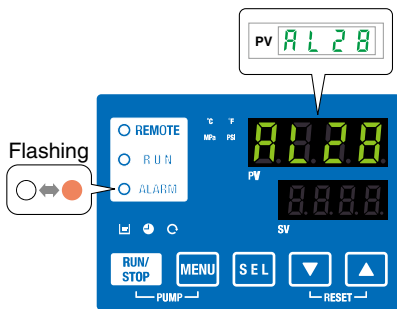 PV AL28
REMOTE
°C °F
MPa PSI
AL28
Flashing
RUN
ALARM
PV
SV
RUN/
STOP
MENU
SEL
PUMP
RESET